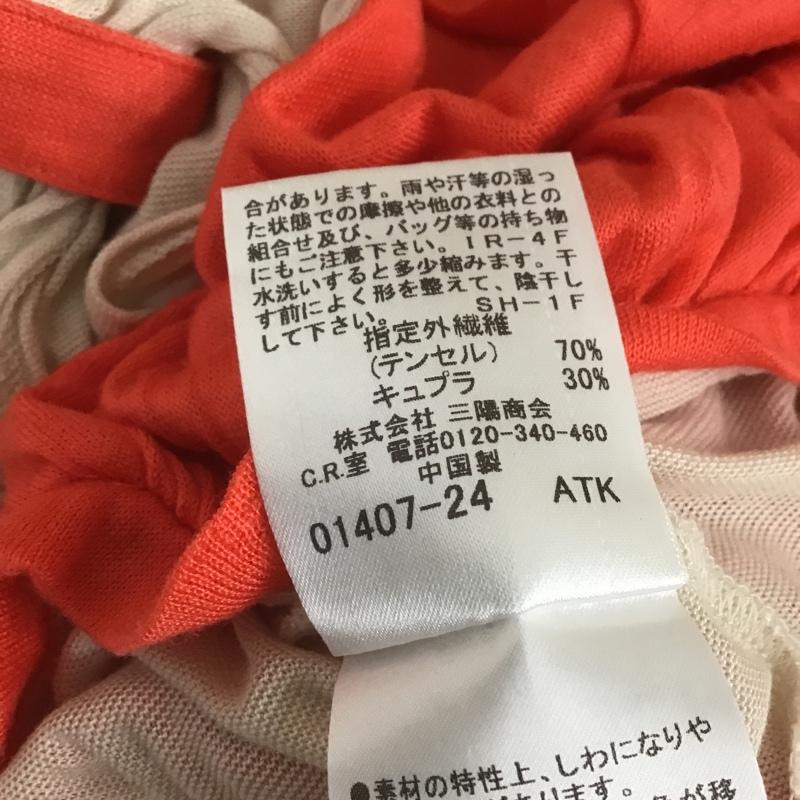 合があります。雨や汗等の湿っ
た状態での摩擦や他の衣料との
組合せ及び、バッグ等の持ち物
にもご注意下さい。IR-4F
水洗いすると多少縮みます。干
す前によく形を整えて、陰干し
して下さい。 SH-1F
指定外繊維
(テンセル) 70%
キュプラ 30%
株式会社 三陽商会
C.R.室 電話0120-340-460
中国製
01407-24 ATK
●素材の特性上、しわになりや
があります。
が移